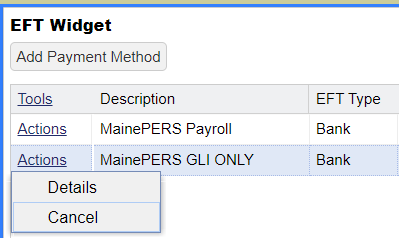 EFT Widget
Add Payment Method
Tools Description EFT Type
Actions MainePERS Payroll Bank
Actions MainePERS GLI ONLY Bank
Details
Cancel